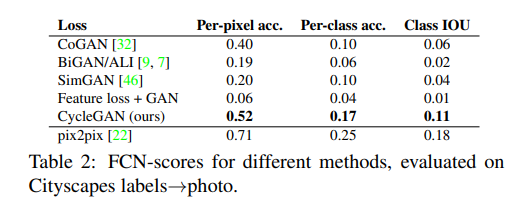 Loss Per-pixel acc. Per-class acc. Class IOU
CoGAN [32] 0.40 0.10 0.06
BiGAN/ALI [9, 7] 0.19 0.06 0.02
SimGAN [46] 0.20 0.10 0.04
Feature loss + GAN 0.06 0.04 0.01
CycleGAN (ours) 0.52 0.17 0.11
pix2pix [22] 0.71 0.25 0.18
Table 2: FCN-scores for different methods, evaluated on
Cityscapes labels→photo.